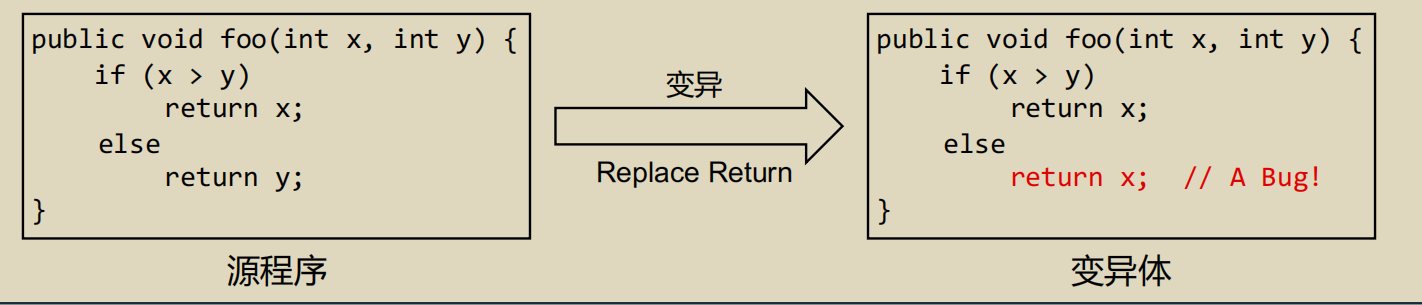 public void foo(int x, int y) {
    if (x > y)
        return x;
    else
        return y;
}
源程序
变异
Replace Return
public void foo(int x, int y) {
    if (x > y)
        return x;
    else
        return x;  // A Bug!
}
变异体